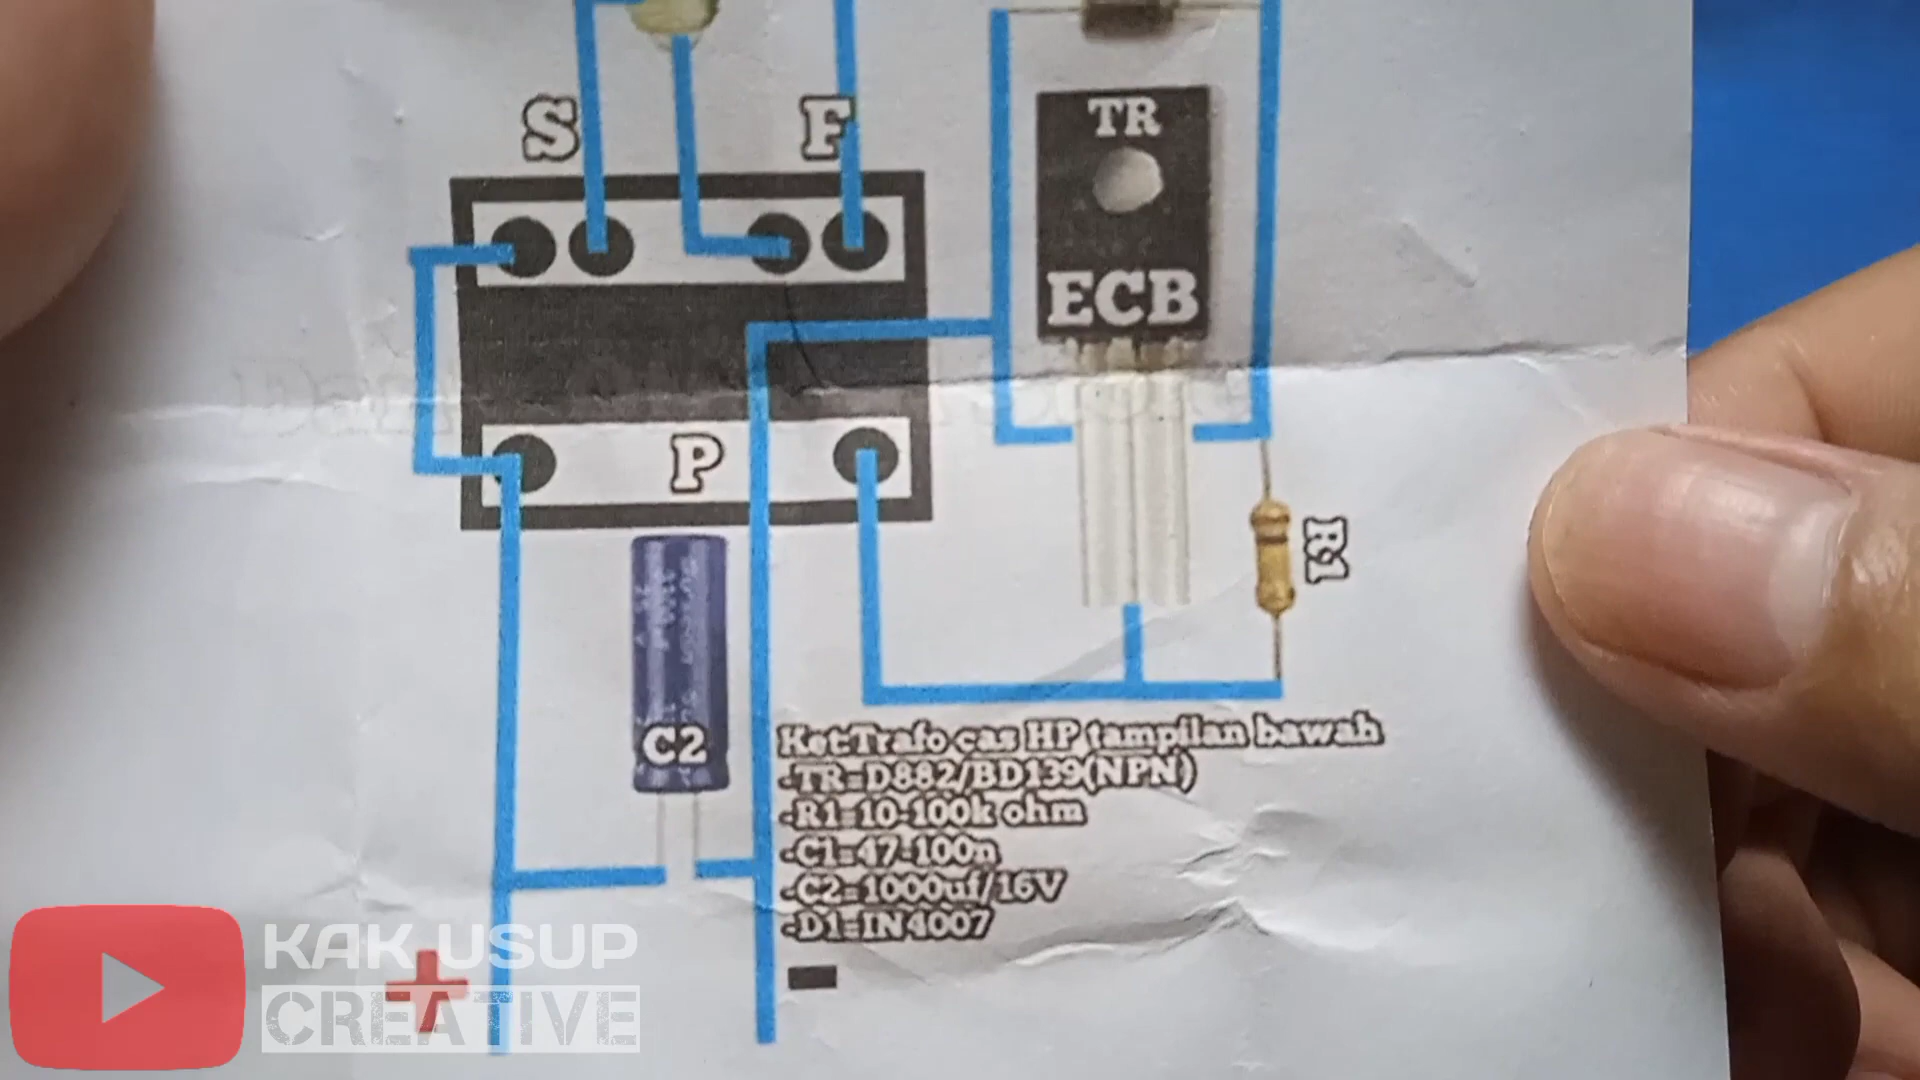 S
F
TR
ECB
P
R1
C2
Ket:Trafo cas HP tampilan bawah
-TR=D882/BD139(NPN)
-R1=10-100k ohm
-C1=47-100n
-C2=1000uf/16V
-D1=IN4007
+
-
KAK USUP
CREATIVE